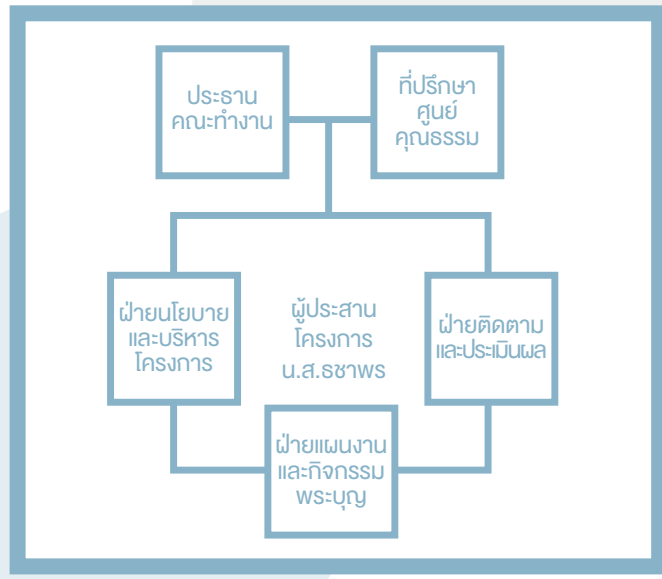 ประธาน
คณะทำงาน
ที่ปรึกษา
ศูนย์
คุณธรรม
ฝ่ายนโยบาย
และบริหาร
โครงการ
ผู้ประสาน
โครงการ
น.ส.ธชาพร
ฝ่ายติดตาม
และประเมินผล
ฝ่ายแผนงาน
และกิจกรรม
พระบุญ